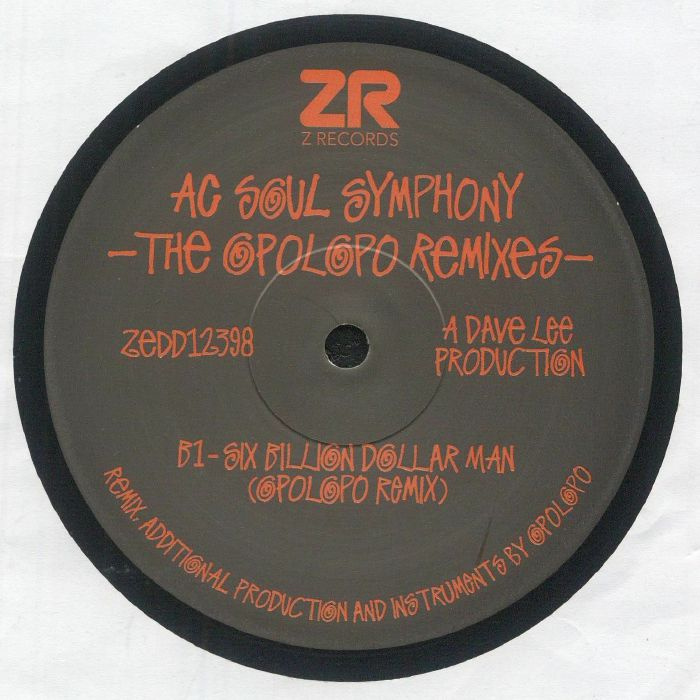 ZR
Z RECORDS
AC SOUL SYMPHONY
-THE OPOLOPO REMIXES-
ZEDD12398
A DAVE LEE
PRODUCTION
B1- SIX BILLION DOLLAR MAN
(OPOLOPO REMIX)
REMIX, ADDITIONAL PRODUCTION AND INSTRUMENTS BY OPOLOPO